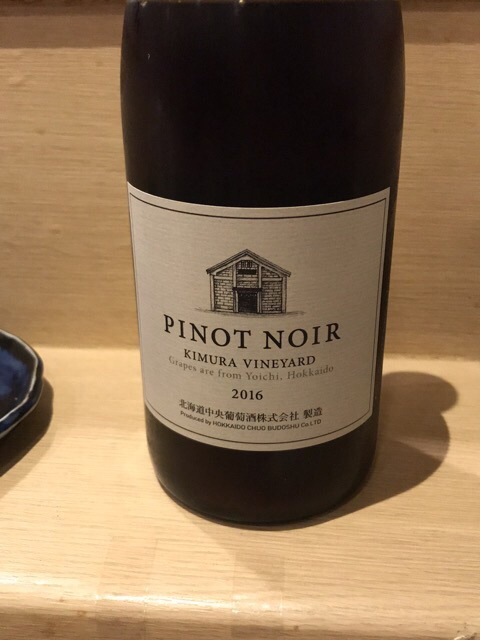 PINOT NOIR
KIMURA VINEYARD
Grapes are from Yoichi, Hokkaido
2016
北海道中央葡萄酒株式会社 製造
Produced by HOKKAIDO CHUO BUDOSHU Co.LTD